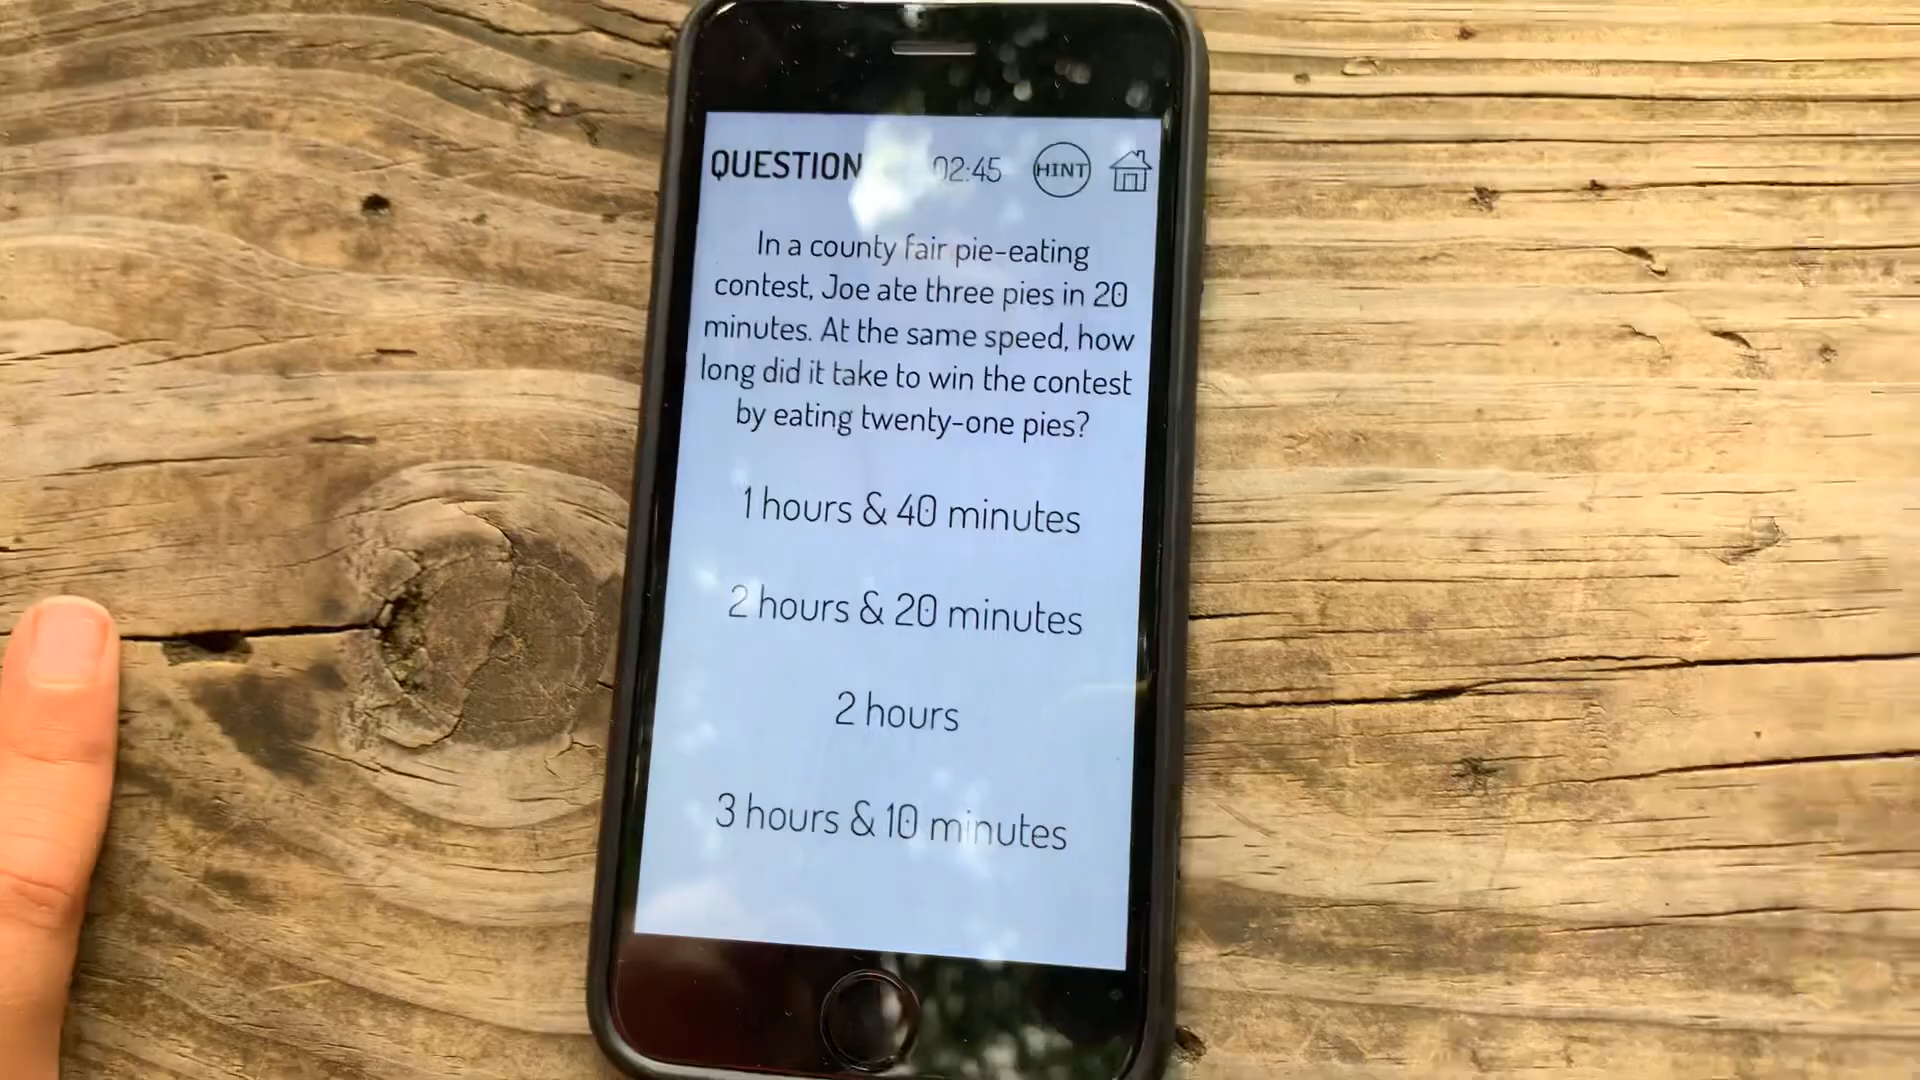 QUESTION 02:45 HINT
In a county fair pie-eating
contest, Joe ate three pies in 20
minutes. At the same speed, how
long did it take to win the contest
by eating twenty-one pies?
1 hours & 40 minutes
2 hours & 20 minutes
2 hours
3 hours & 10 minutes